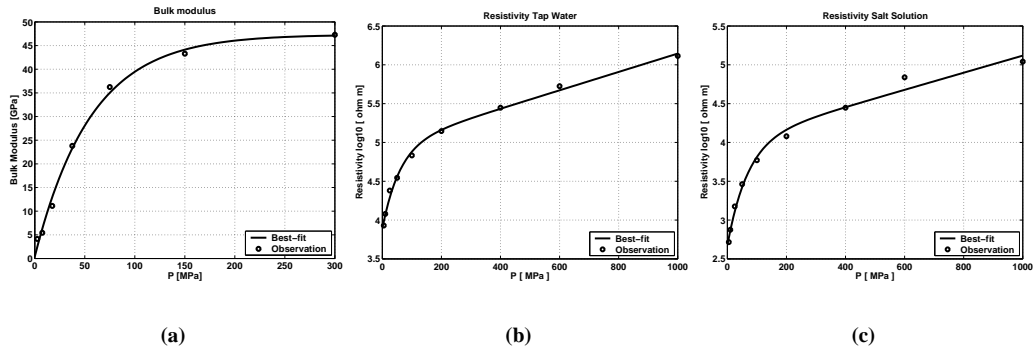 Bulk modulus
Bulk Modulus [GPa]
50
45
40
35
30
25
20
15
10
5
0
0 50 100 150 200 250 300
P [MPa]
Best-fit
Observation
(a)
Resistivity Tap Water
Resistivity log10 [ ohm m]
6.5
6
5.5
5
4.5
4
3.5
0 200 400 600 800 1000
P [ MPa]
Best-fit
Observation
(b)
Resistivity Salt Solution
Resistivity log10 [ ohm m]
5.5
5
4.5
4
3.5
3
2.5
0 200 400 600 800 1000
P [ MPa]
Best-fit
Observation
(c)